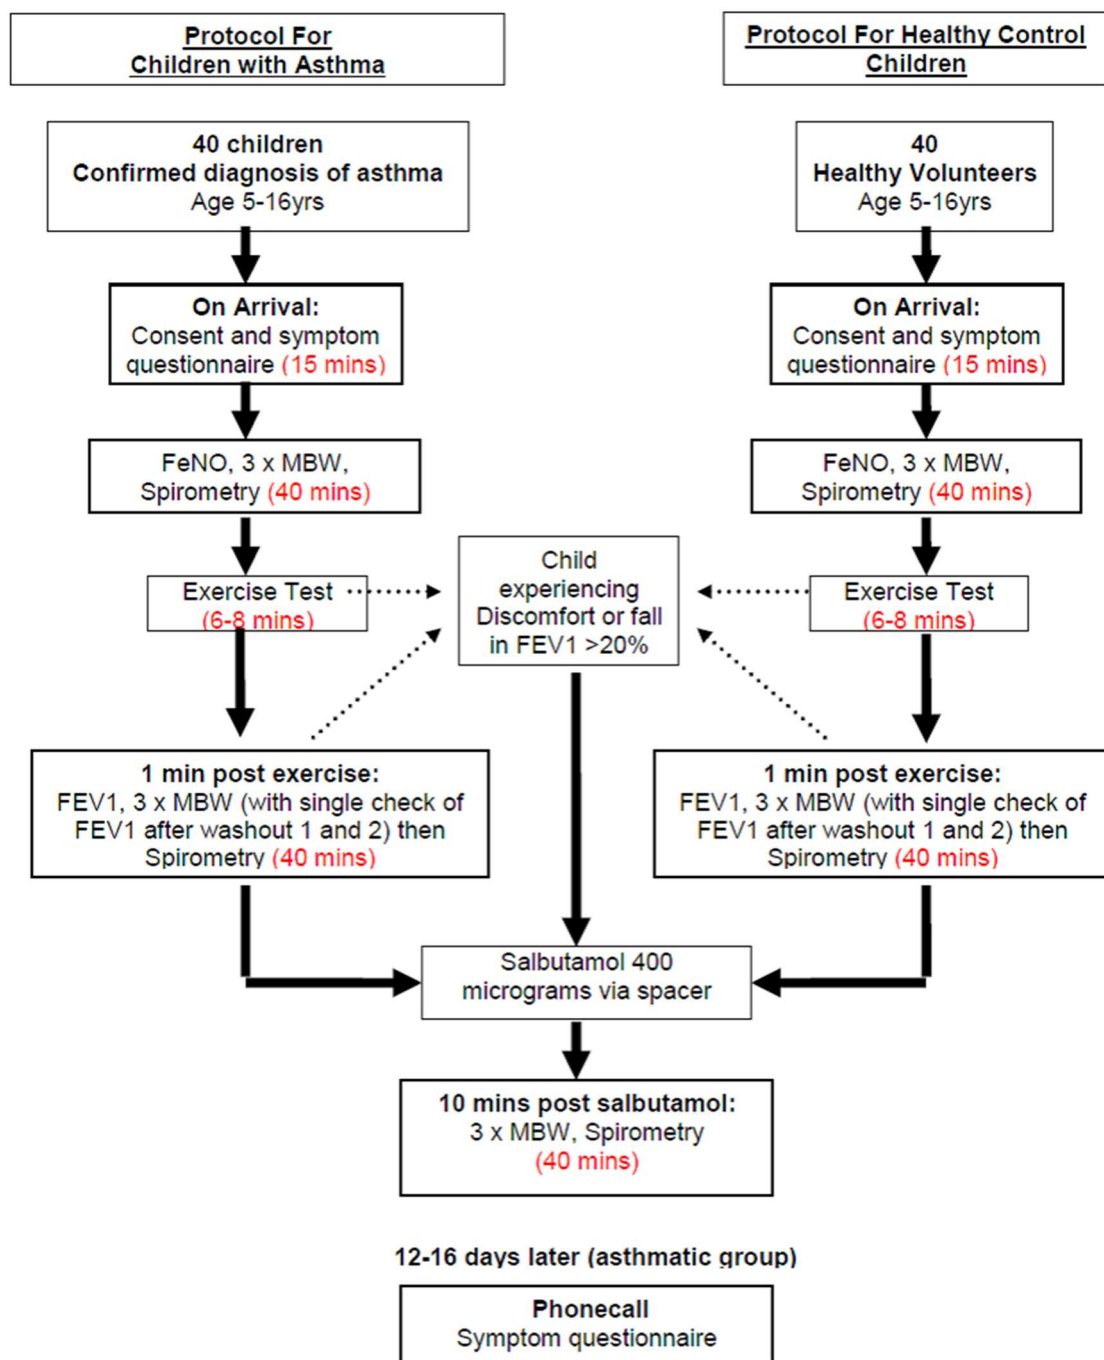 Protocol For
Children with Asthma
Protocol For Healthy Control
Children
40 children
Confirmed diagnosis of asthma
Age 5-16yrs
40
Healthy Volunteers
Age 5-16yrs
On Arrival:
Consent and symptom
questionnaire (15 mins)
On Arrival:
Consent and symptom
questionnaire (15 mins)
FeNO, 3 x MBW,
Spirometry (40 mins)
FeNO, 3 x MBW,
Spirometry (40 mins)
Exercise Test
(6-8 mins)
Child
experiencing
Discomfort or fall
in FEV1 >20%
Exercise Test
(6-8 mins)
1 min post exercise:
FEV1, 3 x MBW (with single check of
FEV1 after washout 1 and 2) then
Spirometry (40 mins)
1 min post exercise:
FEV1, 3 x MBW (with single check of
FEV1 after washout 1 and 2) then
Spirometry (40 mins)
Salbutamol 400
micrograms via spacer
10 mins post salbutamol:
3 x MBW, Spirometry
(40 mins)
12-16 days later (asthmatic group)
Phonecall
Symptom questionnaire